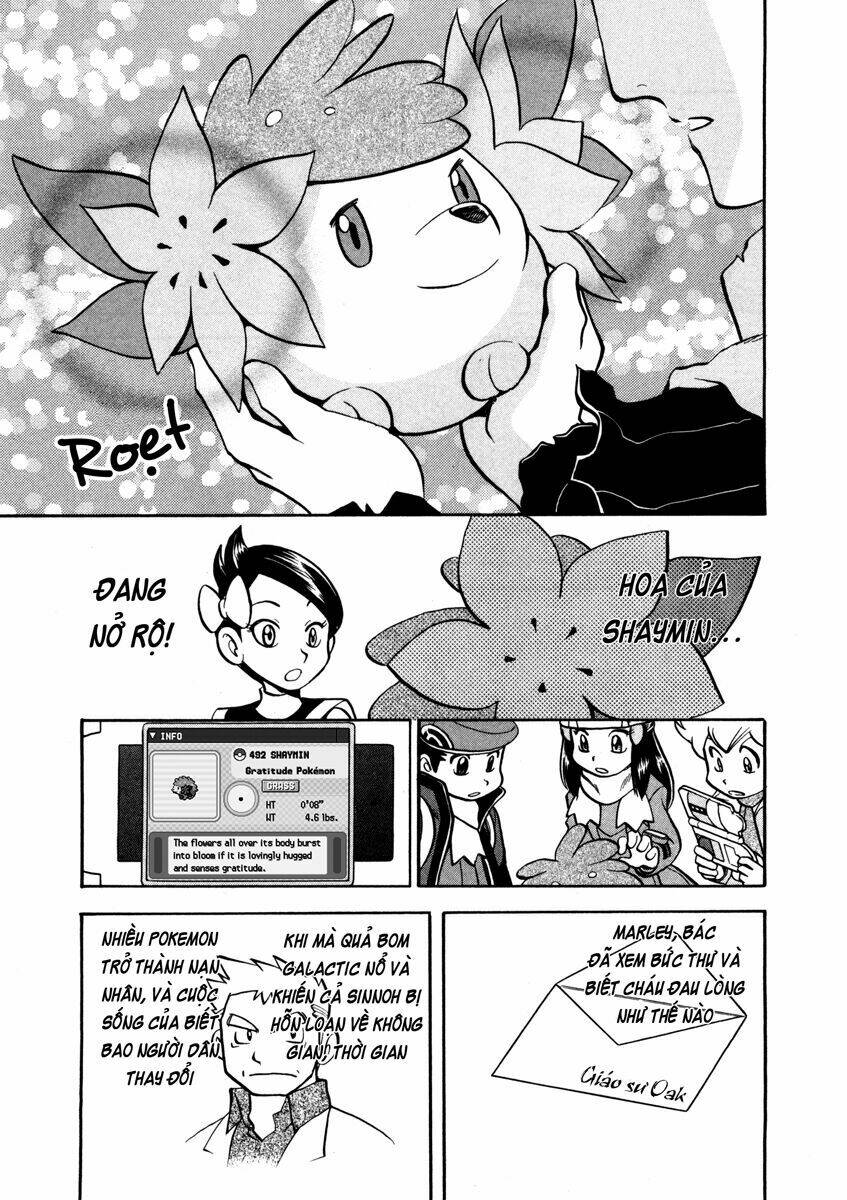 Roẹt
HOA CỦA
SHAYMIN...
ĐANG
NỞ RỘ!
▼ INFO
492 SHAYMIN
Gratitude Pokémon
GRASS
HT 0'08"
WT 4.6 lbs.
The flowers all over its body burst
into bloom if it is lovingly hugged
and senses gratitude.
MARLEY, BÁC
ĐÃ XEM BỨC THƯ VÀ
BIẾT CHÁU ĐAU LÒNG
NHƯ THẾ NÀO
Giáo sư Oak
KHI MÀ QUẢ BOM
GALACTIC NỔ VÀ
KHIẾN CẢ SINNOH BỊ
HỖN LOẠN VỀ KHÔNG
GIAN, THỜI GIAN
NHIỀU POKEMON
TRỞ THÀNH NẠN
NHÂN, VÀ CUỘC
SỐNG CỦA BIẾT
BAO NGƯỜI DÂN
THAY ĐỔI